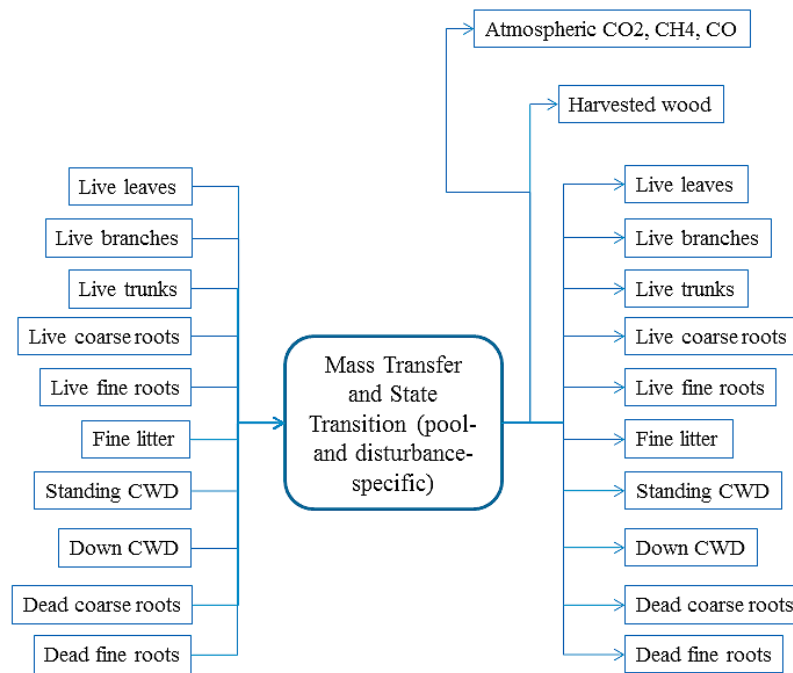 Atmospheric CO2, CH4, CO
Harvested wood
Live leaves
Live branches
Live trunks
Live coarse roots
Live fine roots
Fine litter
Standing CWD
Down CWD
Dead coarse roots
Dead fine roots
Mass Transfer
and State
Transition (pool-
and disturbance-
specific)
Live leaves
Live branches
Live trunks
Live coarse roots
Live fine roots
Fine litter
Standing CWD
Down CWD
Dead coarse roots
Dead fine roots